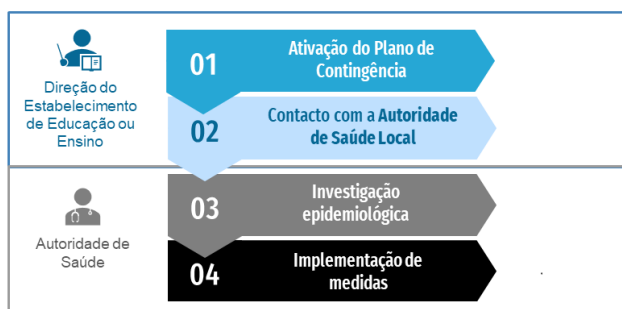 Direção do
Estabelecimento
de Educação ou
Ensino
01
Ativação do Plano de
Contingência
02
Contacto com a Autoridade
de Saúde Local
Autoridade de
Saúde
03
Investigação
epidemiológica
04
Implementação de
medidas
.